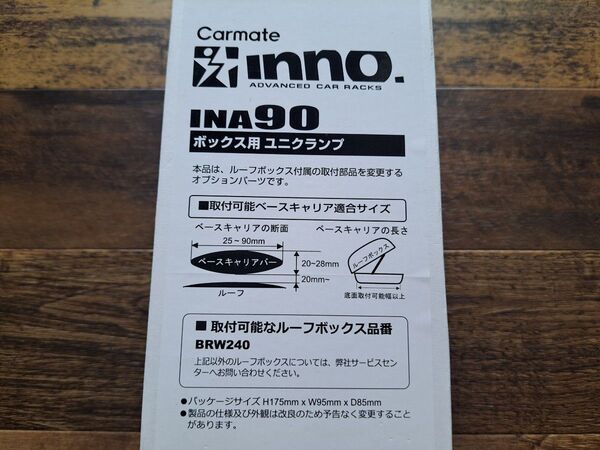 Carmate
INNO.
ADVANCED CAR RACKS
INA90
ボックス用 ユニクランプ
本品は、ルーフボックス付属の取付部品を変更する
オプションパーツです。
■取付可能ベースキャリア適合サイズ
ベースキャリアの断面
ベースキャリアの長さ
25~90mm
ベースキャリアバー
20~28mm
20mm~
ルーフ
ルーフボックス
底面取付可能幅以上
■ 取付可能なルーフボックス品番
BRW240
上記以外のルーフボックスについては、弊社サービスセン
ターへお問い合わせください。
●パッケージサイズ H175mm x W95mm x D85mm
●製品の仕様及び外観は改良のため予告なく変更すること
があります。